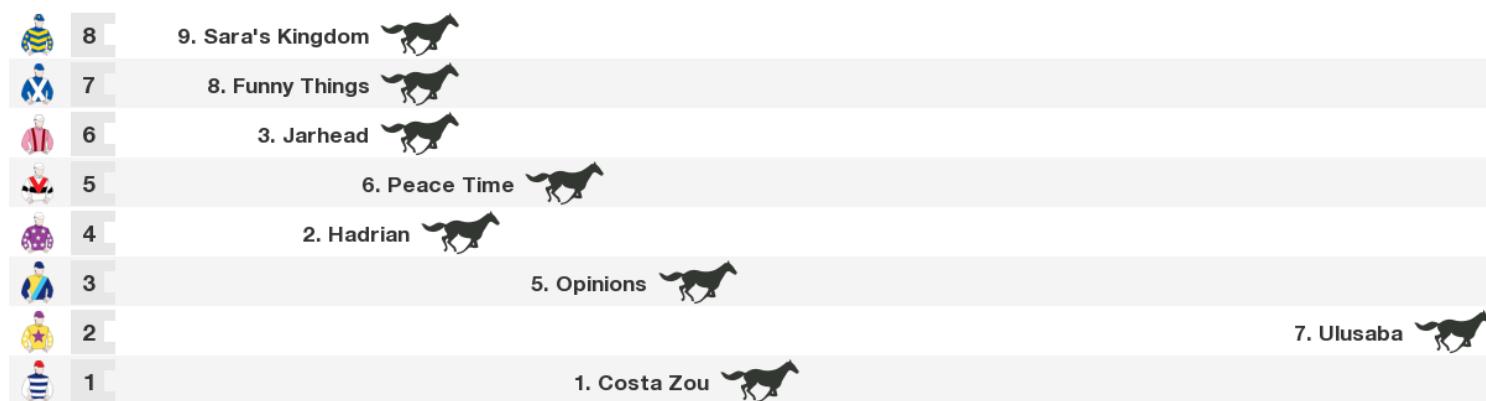 8 9. Sara's Kingdom
7 8. Funny Things
6 3. Jarhead
5 6. Peace Time
4 2. Hadrian
3 5. Opinions
2 7. Ulusaba
1 1. Costa Zou